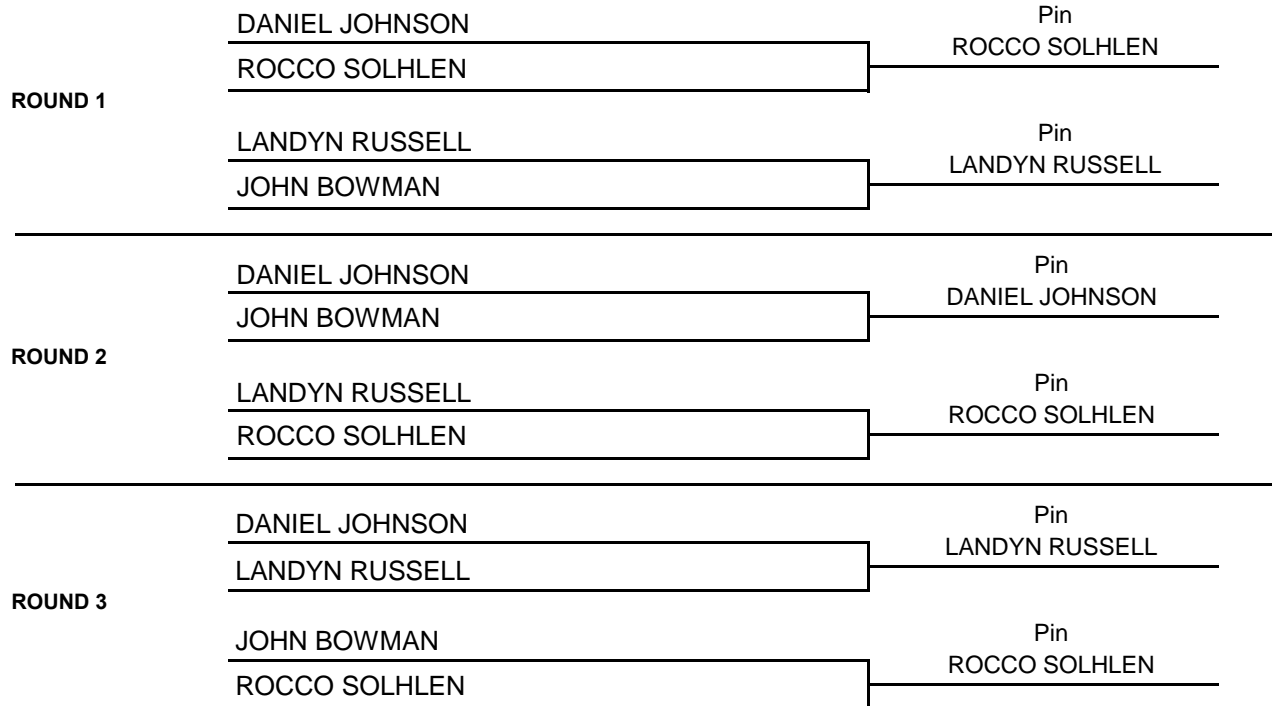 DANIEL JOHNSON
Pin
ROCCO SOLHLEN
ROCCO SOLHLEN
ROUND 1
LANDYN RUSSELL
Pin
LANDYN RUSSELL
JOHN BOWMAN
DANIEL JOHNSON
Pin
DANIEL JOHNSON
JOHN BOWMAN
ROUND 2
LANDYN RUSSELL
Pin
ROCCO SOLHLEN
ROCCO SOLHLEN
DANIEL JOHNSON
Pin
LANDYN RUSSELL
LANDYN RUSSELL
ROUND 3
JOHN BOWMAN
Pin
ROCCO SOLHLEN
ROCCO SOLHLEN